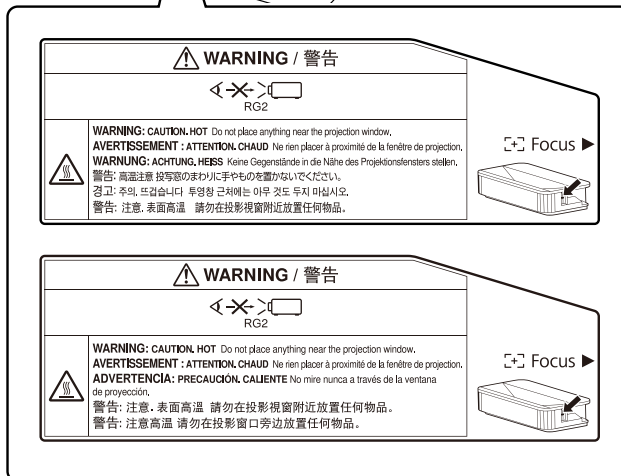 WARNING / 警告
RG2
WARNING: CAUTION. HOT Do not place anything near the projection window.
AVERTISSEMENT : ATTENTION. CHAUD Ne rien placer à proximité de la fenêtre de projection.
WARNUNG: ACHTUNG. HEISS Keine Gegenstände in die Nähe des Projektionsfensters stellen.
警告: 高温注意 投写窓のまわりに手やものを置かないでください。
경고: 주의. 뜨겁습니다 투영창 근처에는 아무 것도 두지 마십시오.
警告: 注意. 表面高溫 請勿在投影視窗附近放置任何物品。
Focus
WARNING / 警告
RG2
WARNING: CAUTION. HOT Do not place anything near the projection window.
AVERTISSEMENT : ATTENTION. CHAUD Ne rien placer à proximité de la fenêtre de projection.
ADVERTENCIA: PRECAUCIÓN. CALIENTE No mire nunca a través de la ventana
de proyección.
警告: 注意. 表面高溫 請勿在投影視窗附近放置任何物品。
警告: 注意高温 请勿在投影窗口旁边放置任何物品。
Focus